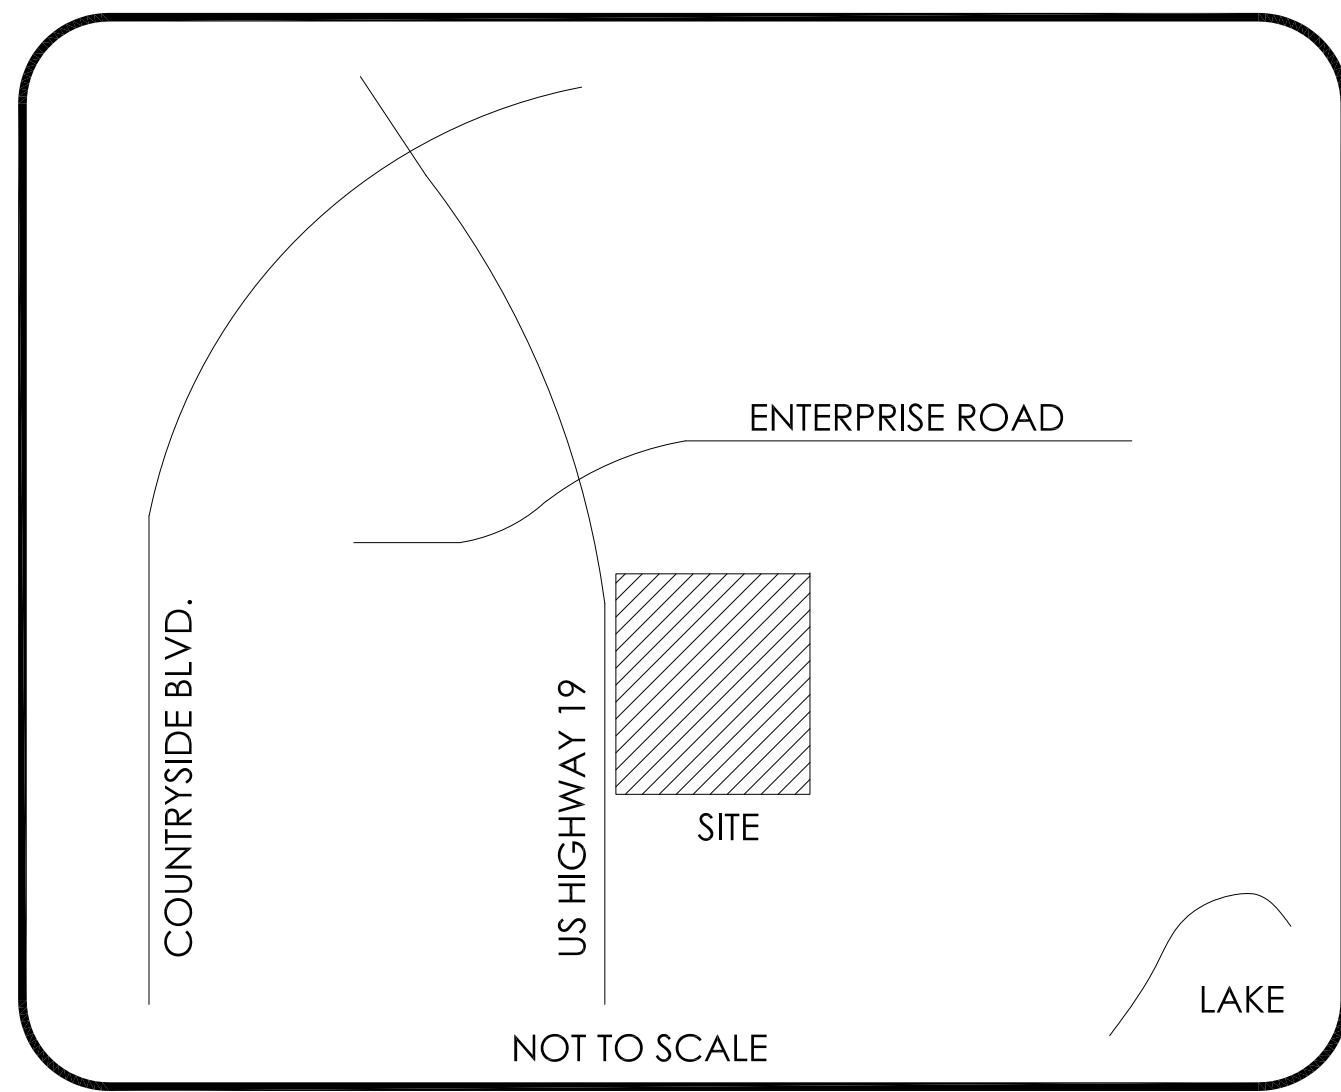 ENTERPRISE ROAD
COUNTRYSIDE BLVD.
US HIGHWAY 19
SITE
LAKE
NOT TO SCALE